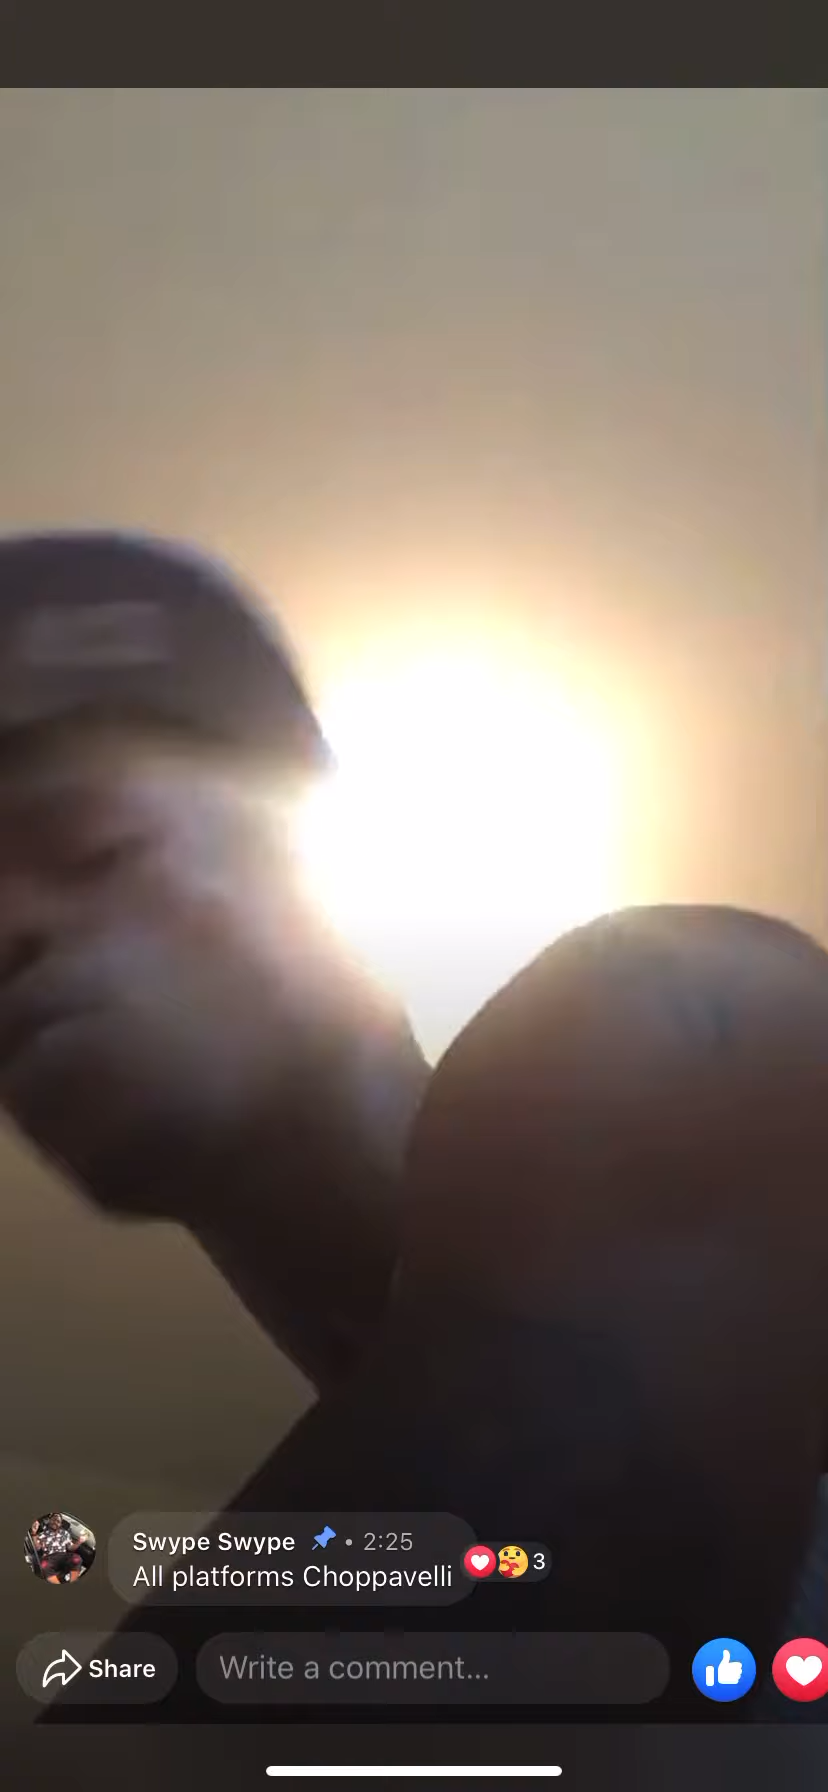 Swype Swype • 2:25
All platforms Choppavelli
3
Share
Write a comment...